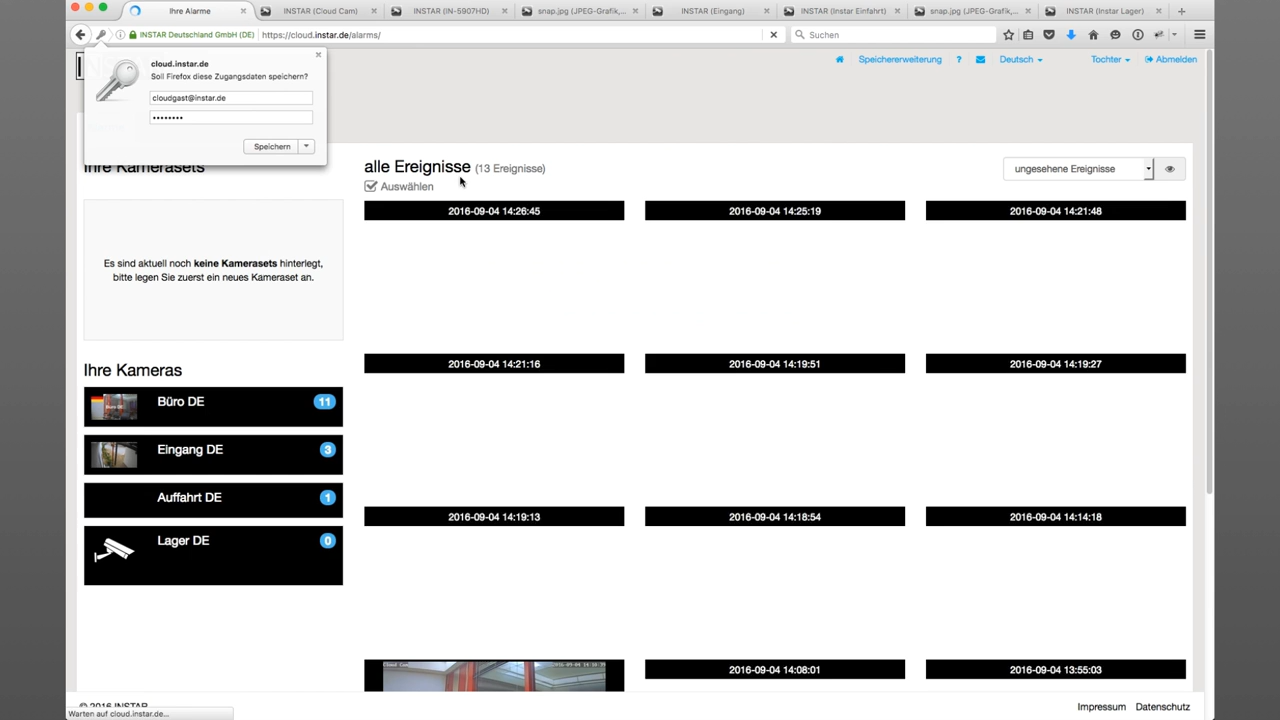 Ihre Alarme
INSTAR (Cloud Cam)
INSTAR (IN-5907HD)
snap.jpg (JPEG-Grafik,...
INSTAR (Eingang)
INSTAR (Instar Einfahrt)
snap.jpg (JPEG-Grafik,...
INSTAR (Instar Lager)
INSTAR Deutschland GmbH (DE)
https://cloud.instar.de/alarms/
Suchen
cloud.instar.de
Soll Firefox diese Zugangsdaten speichern?
cloudgast@instar.de
••••••••
Speichern
Speichererweiterung
?
Deutsch
Tochter
Abmelden
Ihre Kamerasets
Es sind aktuell noch keine Kamerasets hinterlegt,
bitte legen Sie zuerst ein neues Kameraset an.
Ihre Kameras
Büro DE
11
Eingang DE
3
Auffahrt DE
1
Lager DE
0
alle Ereignisse (13 Ereignisse)
Auswählen
ungesehene Ereignisse
2016-09-04 14:26:45
2016-09-04 14:25:19
2016-09-04 14:21:48
2016-09-04 14:21:16
2016-09-04 14:19:51
2016-09-04 14:19:27
2016-09-04 14:19:13
2016-09-04 14:18:54
2016-09-04 14:14:18
Cloud Cam
2016-09-04 14:08:01
2016-09-04 13:55:03
© 2016 INSTAR
Impressum
Datenschutz
Warten auf cloud.instar.de...